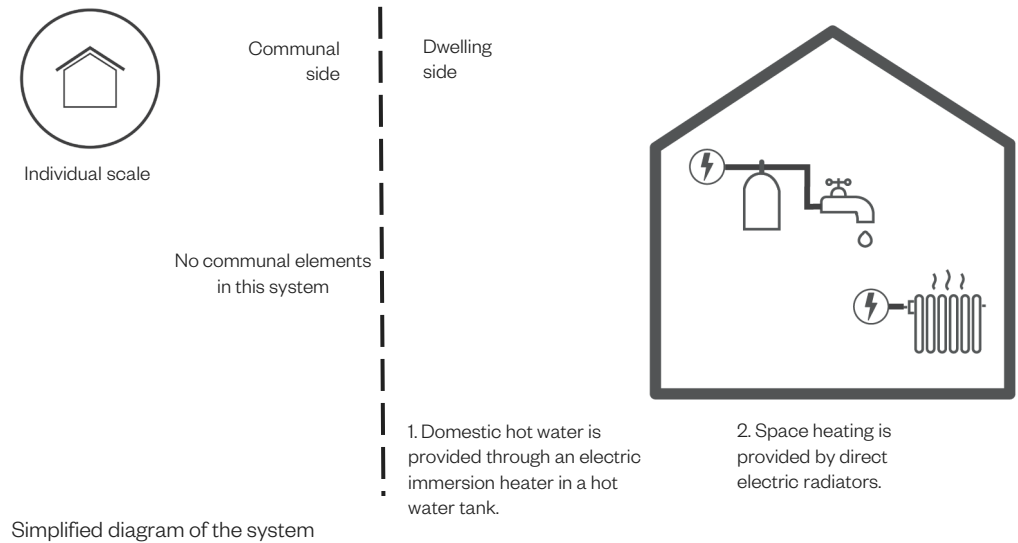 Communal
side
Dwelling
side
Individual scale
No communal elements
in this system
1. Domestic hot water is
provided through an electric
immersion heater in a hot
water tank.
2. Space heating is
provided by direct
electric radiators.
Simplified diagram of the system